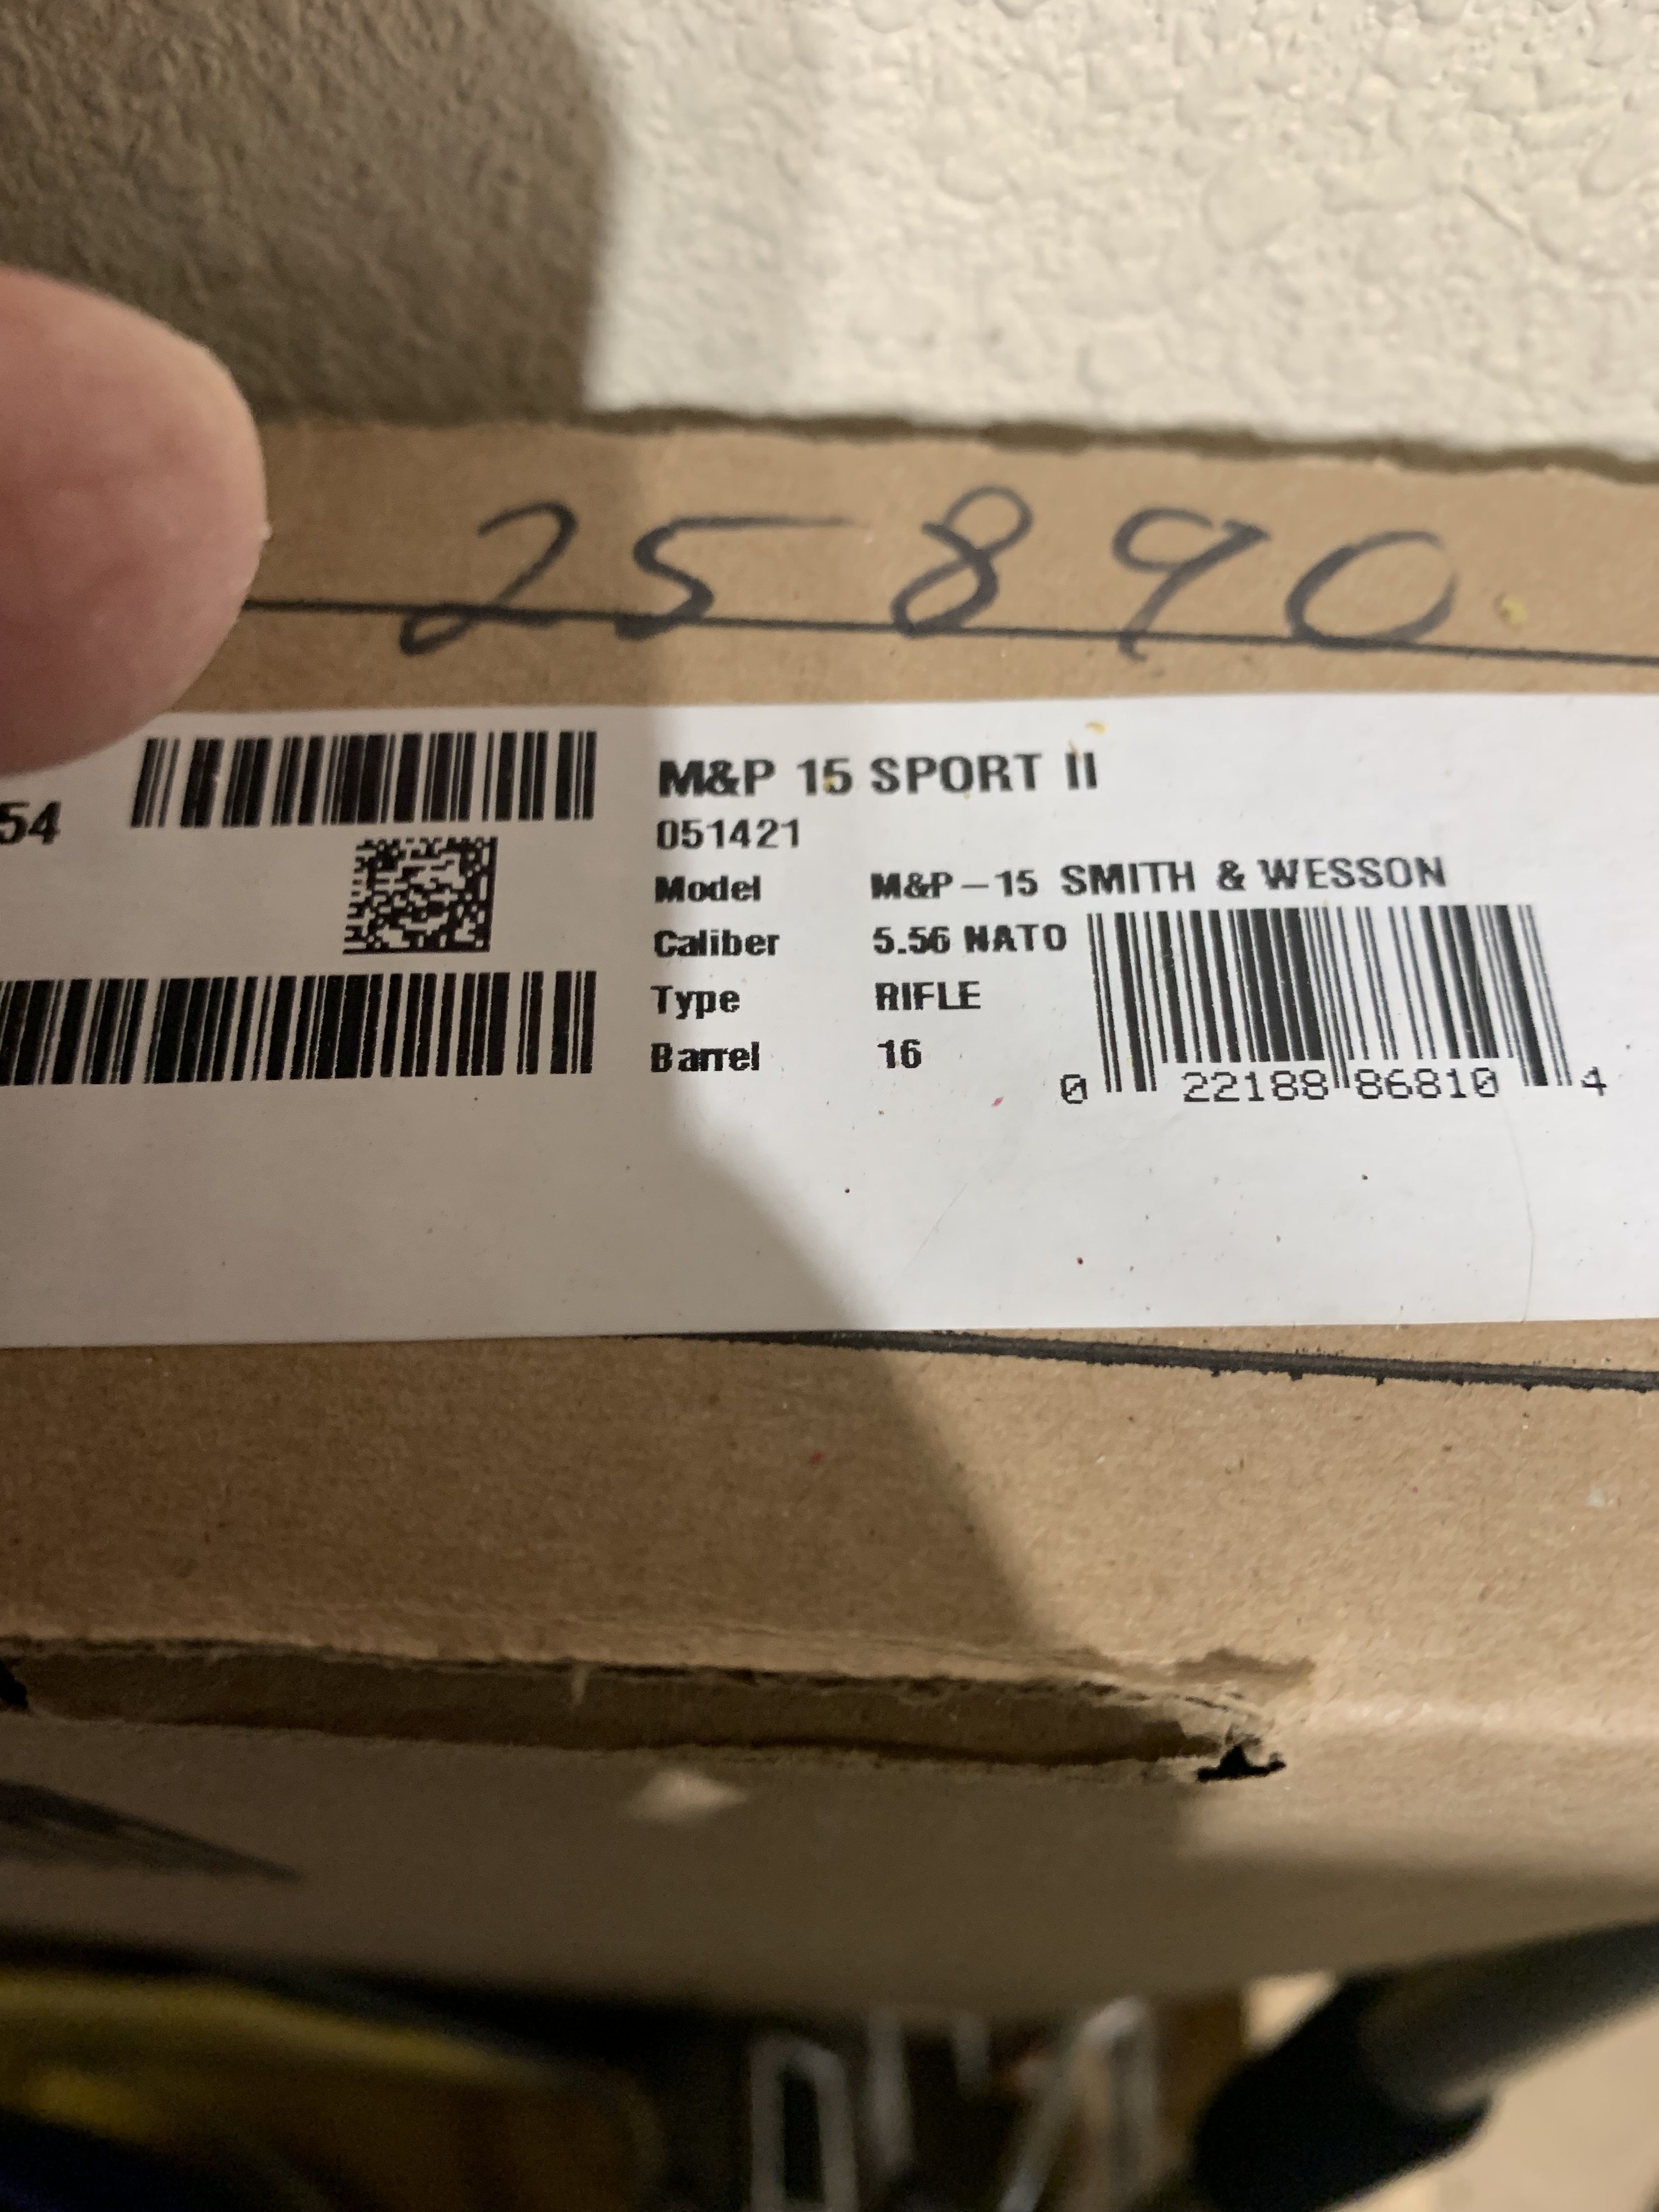 25890
54
M&P 15 SPORT II
051421
Model M&P-15 SMITH & WESSON
Caliber 5.56 NATO
Type RIFLE
Barrel 16
0 22188 86810 4